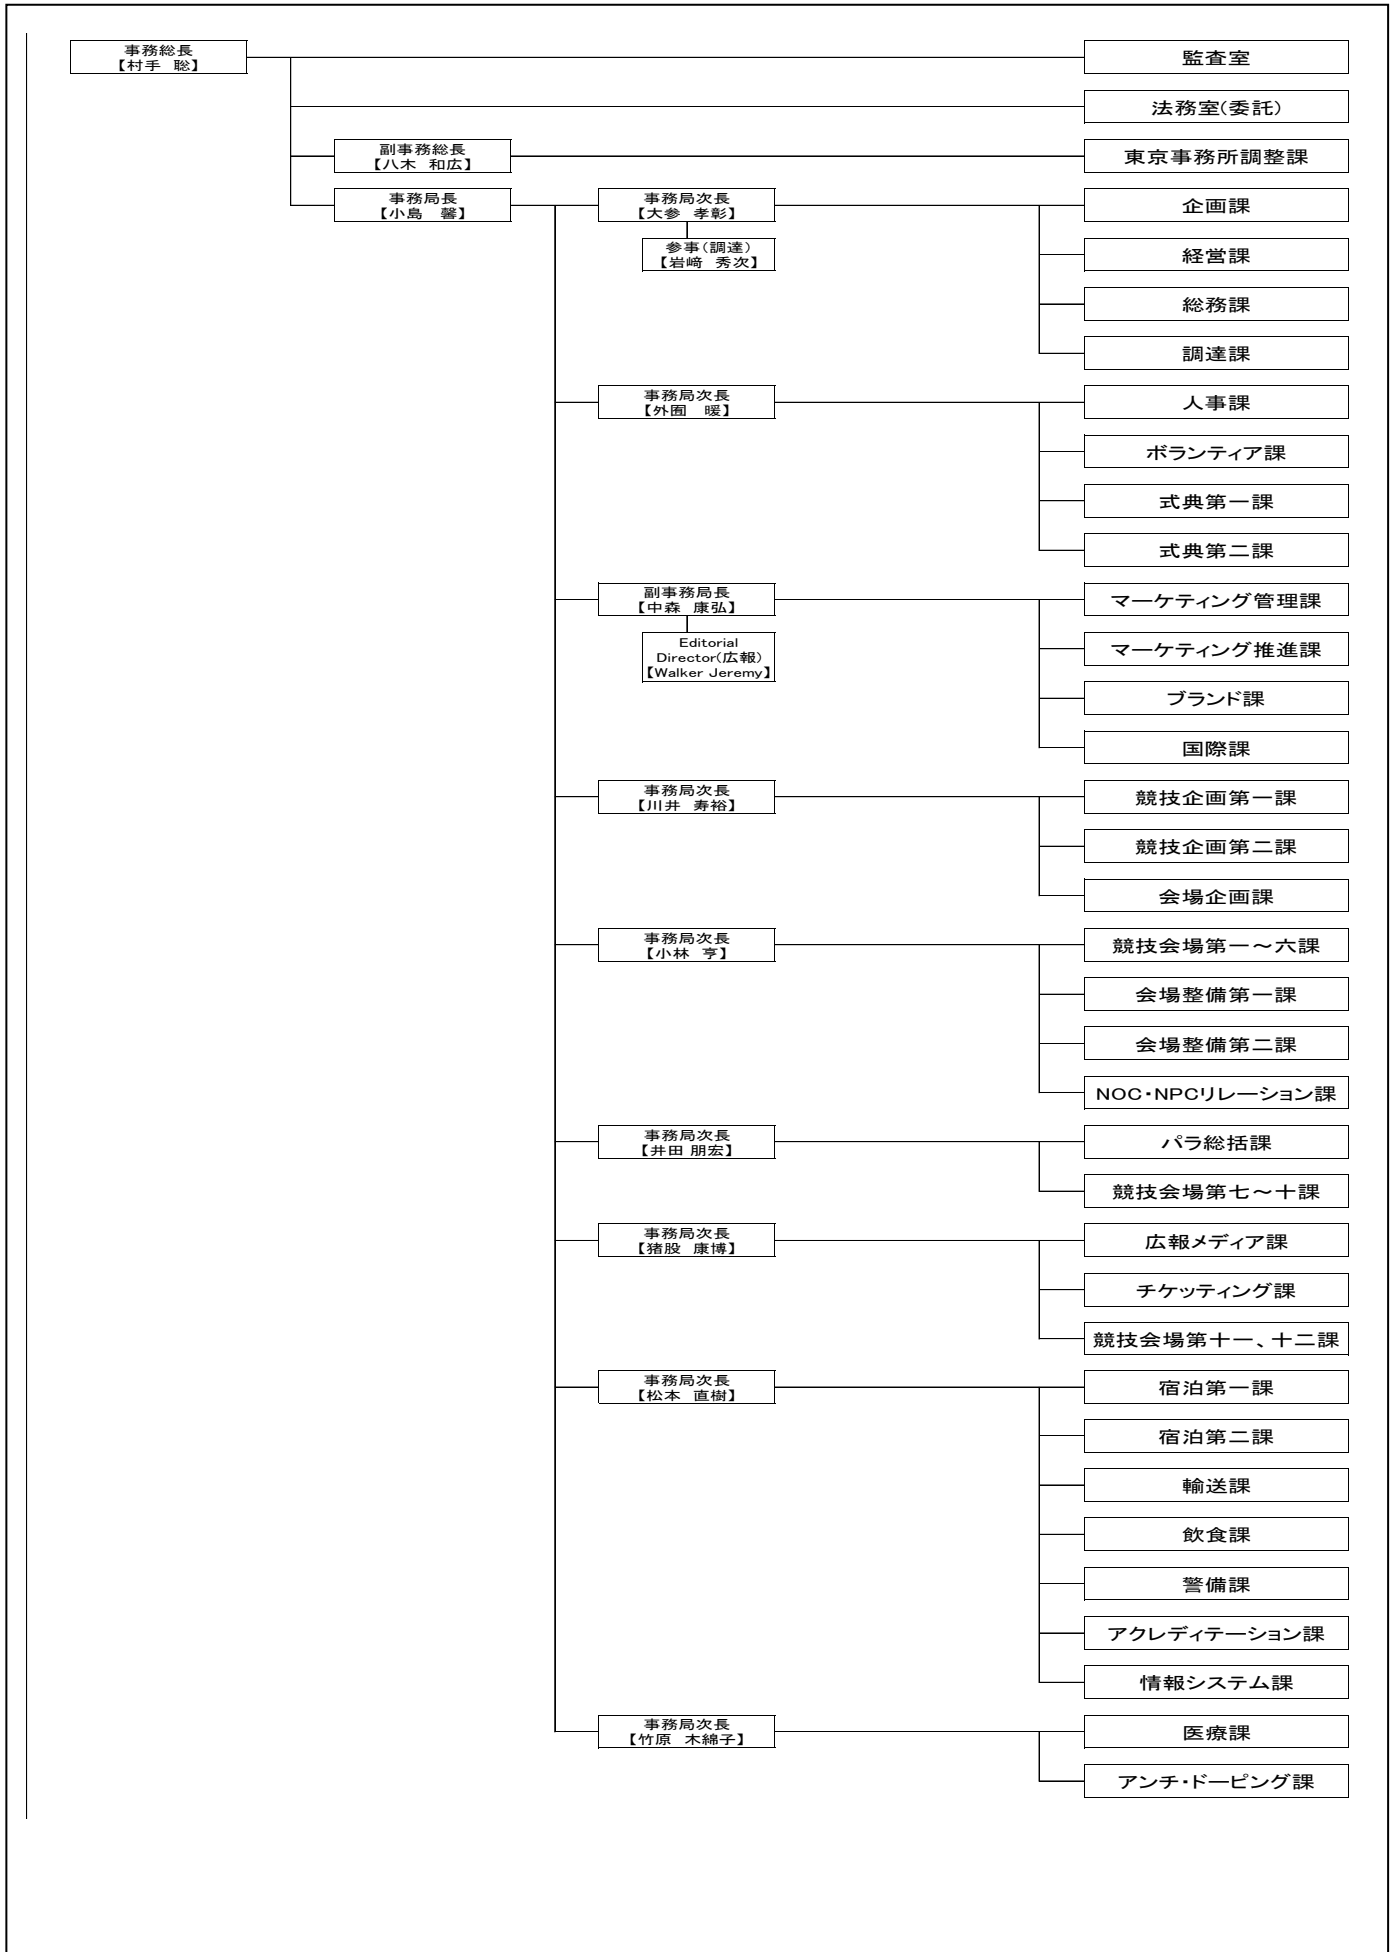 事務総長
【村手　聡】
監査室
法務室(委託)
副事務総長
【八木　和広】
東京事務所調整課
事務局長
【小島　馨】
事務局次長
【大参　孝彰】
企画課
参事(調達)
【岩﨑　秀次】
経営課
総務課
調達課
事務局次長
【外囿　暖】
人事課
ボランティア課
式典第一課
式典第二課
副事務局長
【中森　康弘】
マーケティング管理課
Editorial
Director(広報)
【Walker Jeremy】
マーケティング推進課
ブランド課
国際課
事務局次長
【川井　寿裕】
競技企画第一課
競技企画第二課
会場企画課
事務局次長
【小林　亨】
競技会場第一～六課
会場整備第一課
会場整備第二課
NOC・NPCリレーション課
事務局次長
【井田 朋宏】
パラ総括課
競技会場第七～十課
事務局次長
【猪股　康博】
広報メディア課
チケッティング課
競技会場第十一、十二課
事務局次長
【松本　直樹】
宿泊第一課
宿泊第二課
輸送課
飲食課
警備課
アクレディテーション課
情報システム課
事務局次長
【竹原　木綿子】
医療課
アンチ・ドーピング課